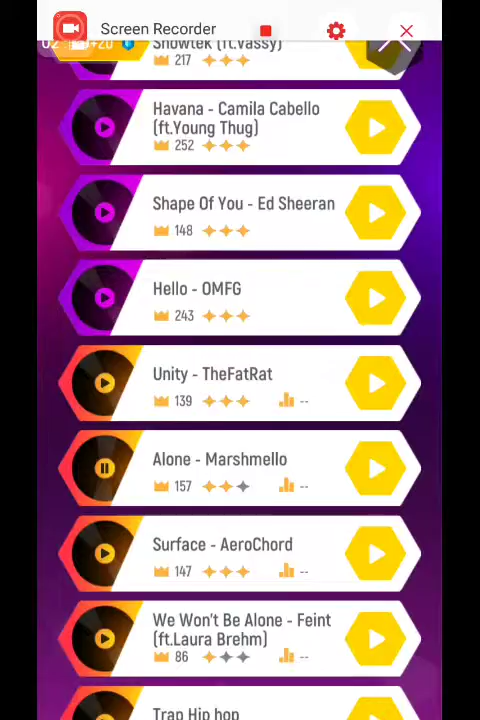 Screen Recorder
02 +20
Showtek (ft.Vassy)
217
Havana - Camila Cabello
(ft.Young Thug)
252
Shape Of You - Ed Sheeran
148
Hello - OMFG
243
Unity - TheFatRat
139 --
Alone - Marshmello
157 --
Surface - AeroChord
147 --
We Won't Be Alone - Feint
(ft.Laura Brehm)
86 --
Trap Hip hop